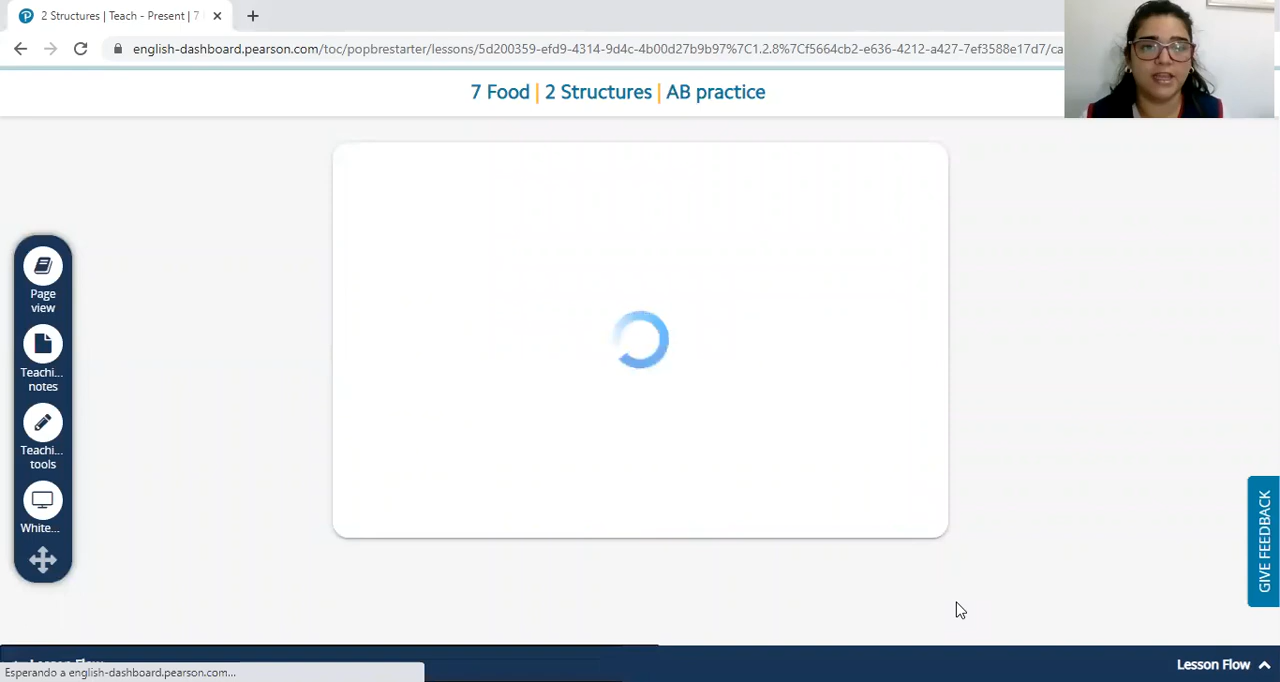 2 Structures | Teach - Present | 7
english-dashboard.pearson.com/toc/popbrestarter/lessons/5d200359-efd9-4314-9d4c-4b00d27b9b97%7C1.2.8%7Cf5664cb2-e636-4212-a427-7ef3588e17d7/ca
7 Food | 2 Structures | AB practice
Page
view
Teachi...
notes
Teachi...
tools
White...
GIVE FEEDBACK
Lesson Flow
Lesson Flow
Esperando a english-dashboard.pearson.com...